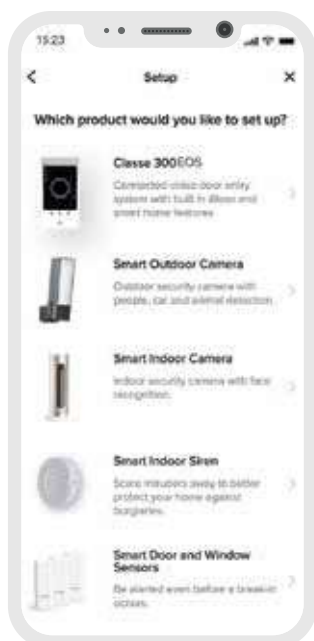 15:23
Setup
Which product would you like to set up?
Classe 300EOS
Connected video door entry
system with built in Alexa and
smart home features
Smart Outdoor Camera
Outdoor security camera with
people, car and animal detection.
Smart Indoor Camera
Indoor security camera with face
recognition.
Smart Indoor Siren
Scare intruders away to better
protect your home against
burglaries.
Smart Door and Window
Sensors
Be alerted even before a break-in
occurs.